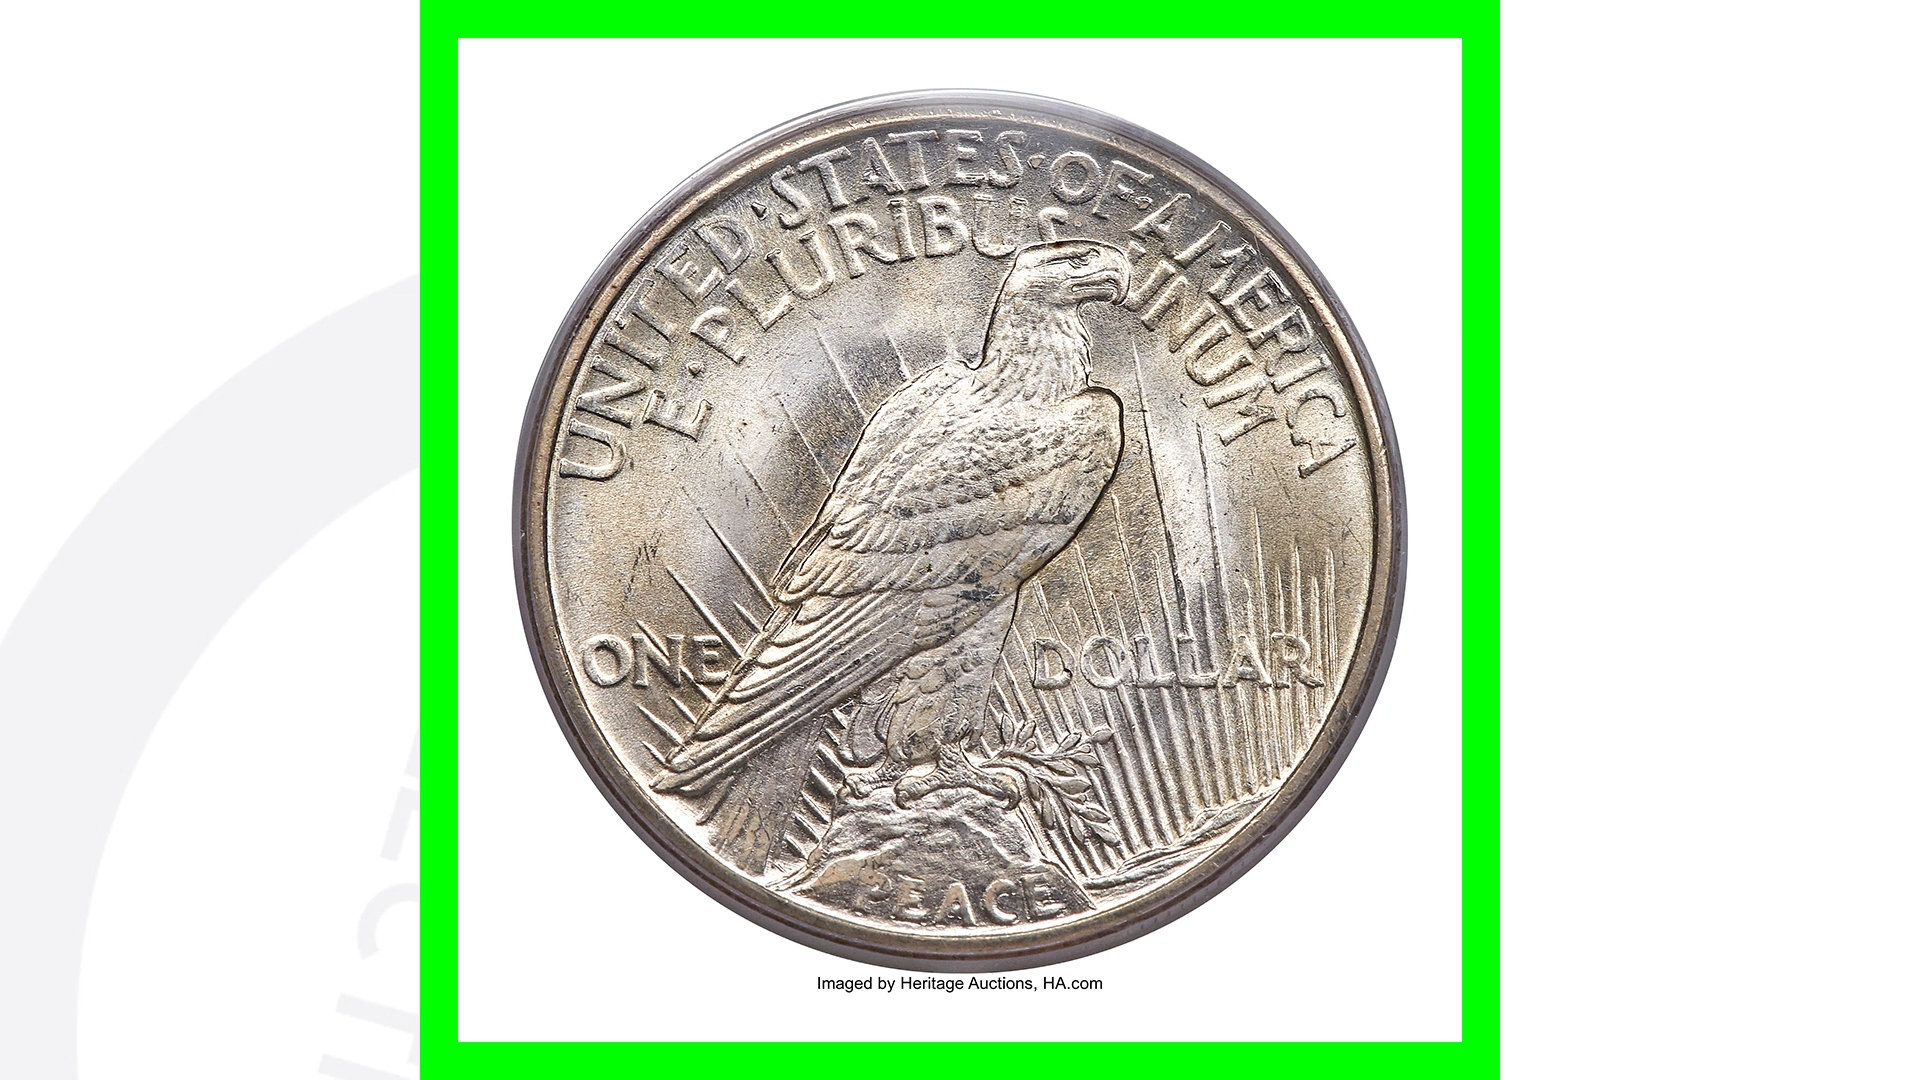 UNITED·STATES·OF·AMERICA
E·PLURIBUS UNUM
ONE DOLLAR
PEACE
Imaged by Heritage Auctions, HA.com